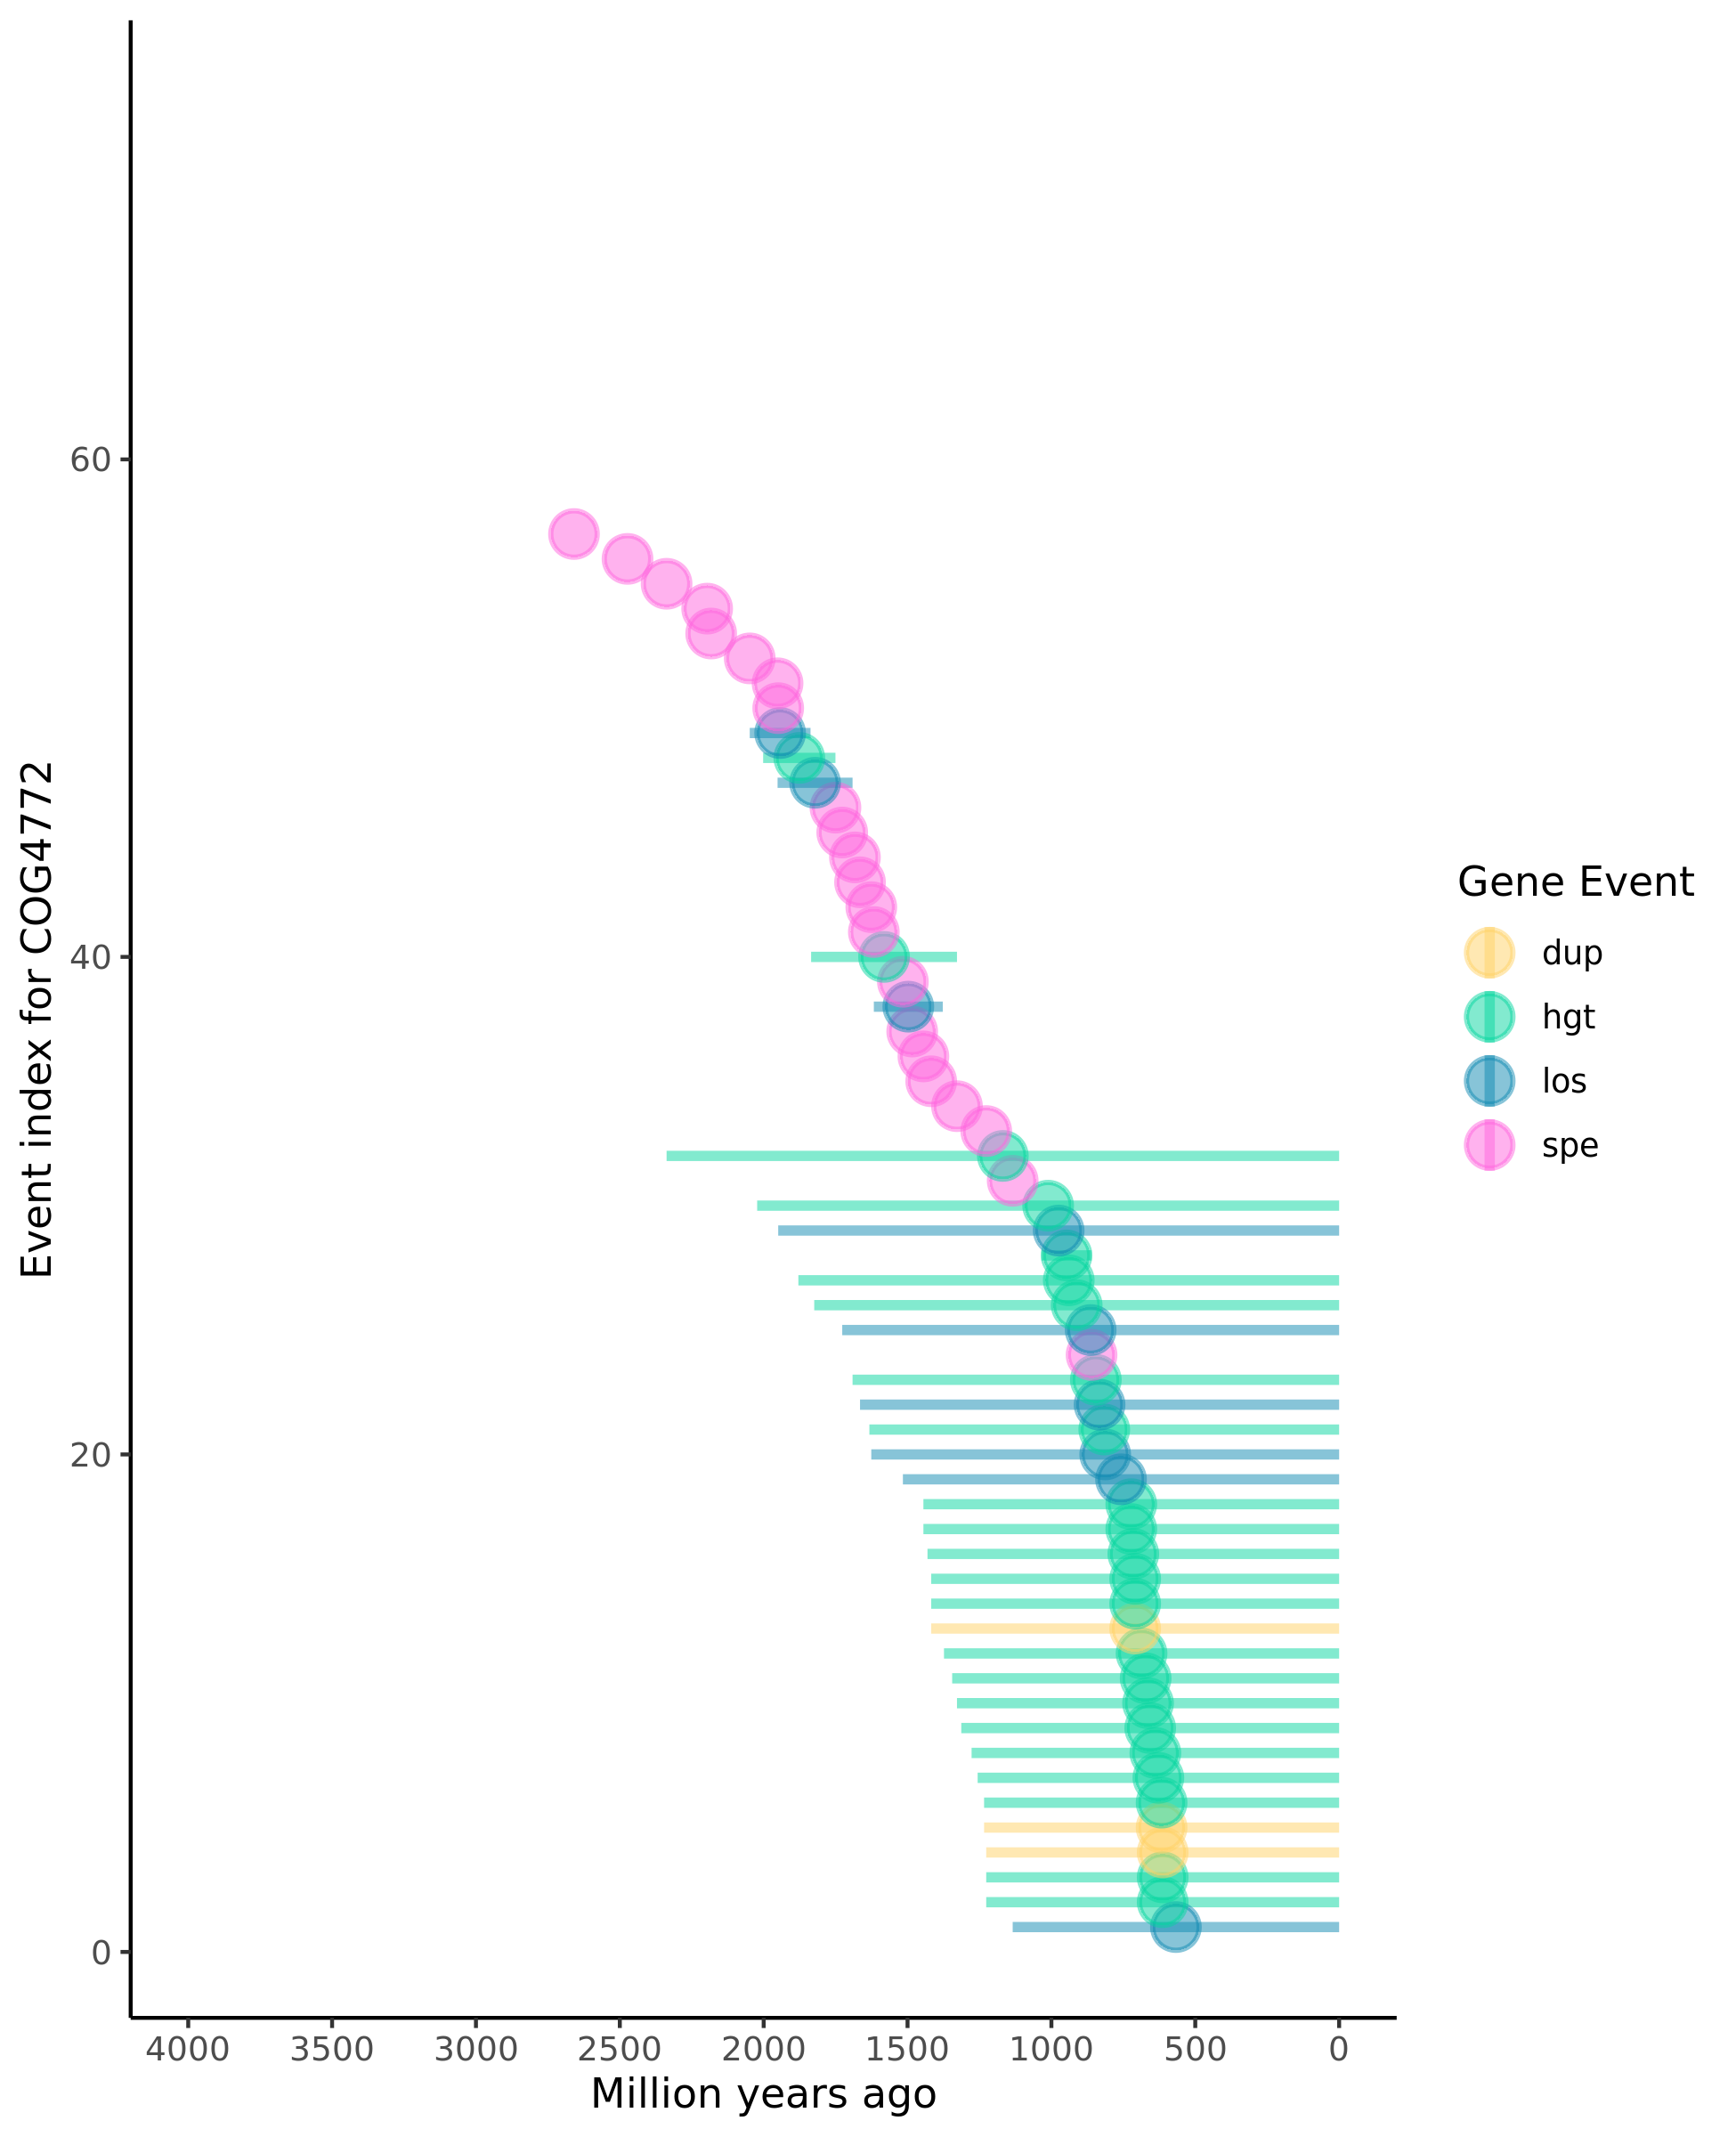 Event index for COG4772
60
40
20
0
4000 3500 3000 2500 2000 1500 1000 500 0
Million years ago
Gene Event
dup
hgt
los
spe